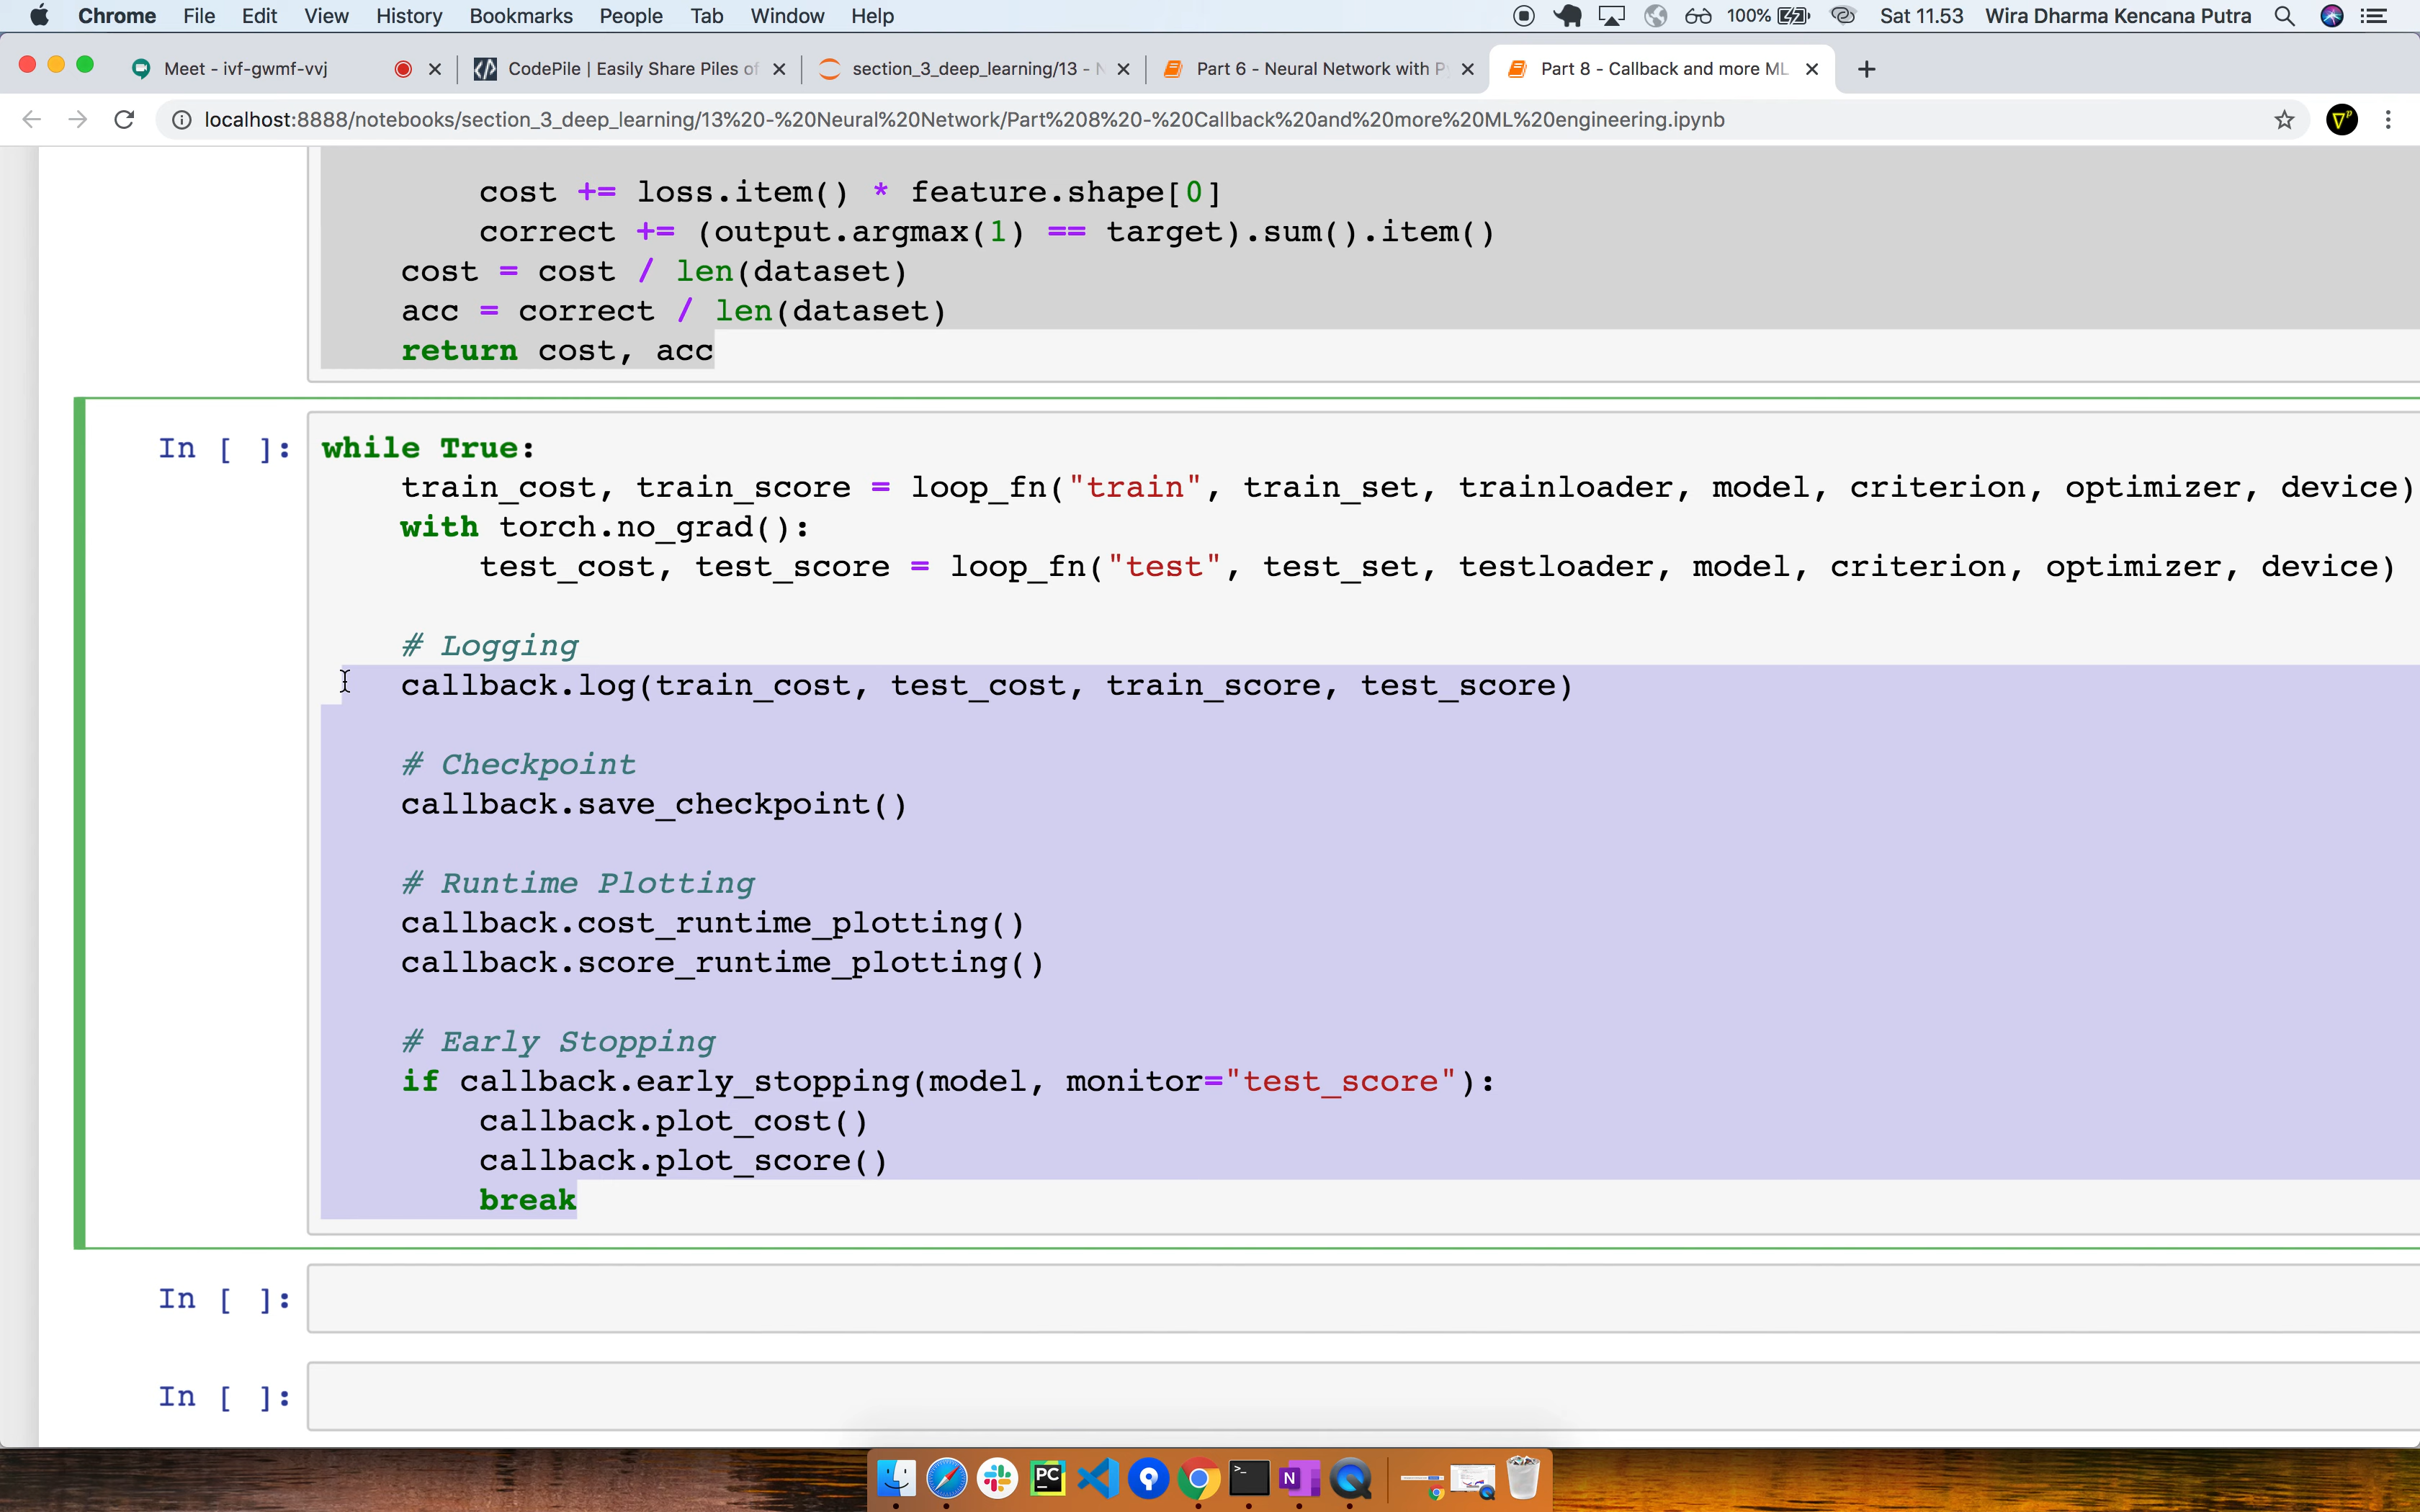 Chrome File Edit View History Bookmarks People Tab Window Help 100% Sat 11.53 Wira Dharma Kencana Putra
Meet - ivf-gwmf-vvj CodePile | Easily Share Piles of section_3_deep_learning/13 - Part 6 - Neural Network with Part 8 - Callback and more ML
localhost:8888/notebooks/section_3_deep_learning/13%20-%20Neural%20Network/Part%208%20-%20Callback%20and%20more%20ML%20engineering.ipynb
cost += loss.item() * feature.shape[0]
correct += (output.argmax(1) == target).sum().item()
cost = cost / len(dataset)
acc = correct / len(dataset)
return cost, acc
In [ ]: while True:
train_cost, train_score = loop_fn("train", train_set, trainloader, model, criterion, optimizer, device)
with torch.no_grad():
test_cost, test_score = loop_fn("test", test_set, testloader, model, criterion, optimizer, device)
# Logging
callback.log(train_cost, test_cost, train_score, test_score)
# Checkpoint
callback.save_checkpoint()
# Runtime Plotting
callback.cost_runtime_plotting()
callback.score_runtime_plotting()
# Early Stopping
if callback.early_stopping(model, monitor="test_score"):
callback.plot_cost()
callback.plot_score()
break
In [ ]:
In [ ]: